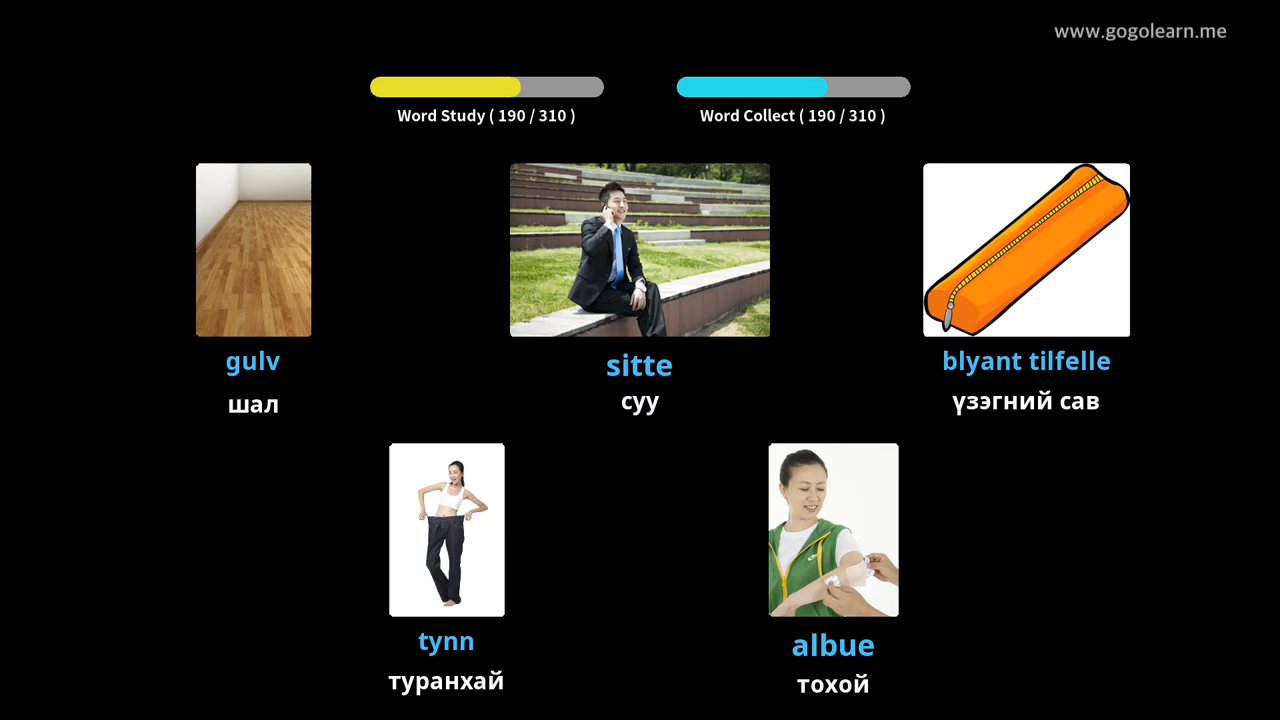 www.gogolearn.me
Word Study ( 190 / 310 )
Word Collect ( 190 / 310 )
gulv
шал
sitte
суу
blyant tilfelle
үзэгний сав
tynn
туранхай
albue
тохой